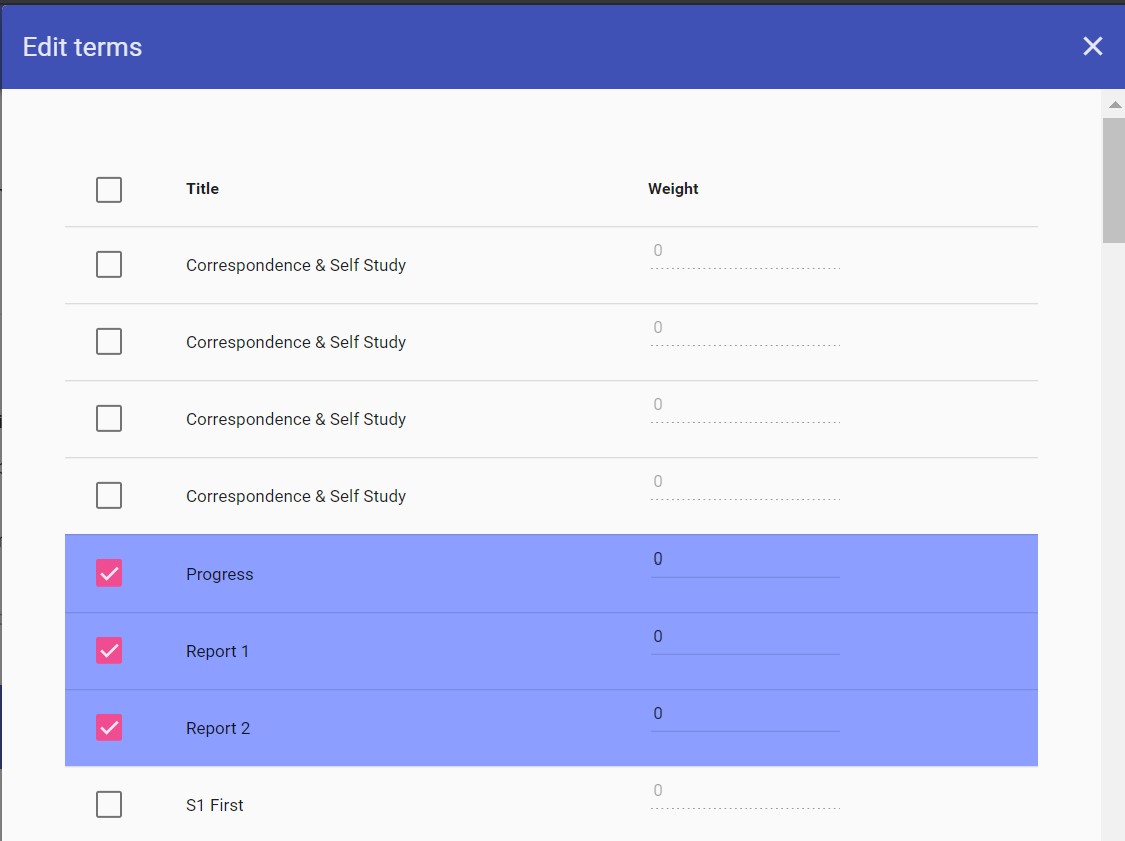 Edit terms
Title Weight
Correspondence & Self Study 0
Correspondence & Self Study 0
Correspondence & Self Study 0
Correspondence & Self Study 0
Progress 0
Report 1 0
Report 2 0
S1 First 0